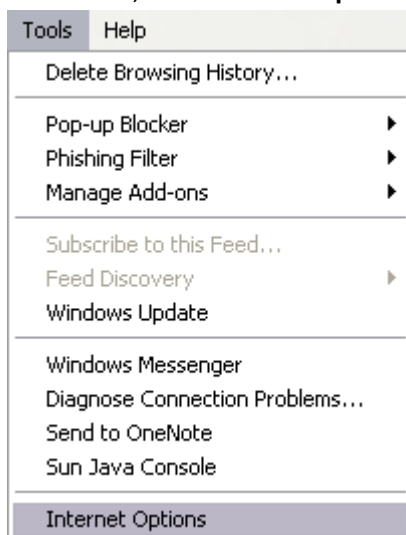 Tools Help
Delete Browsing History...
Pop-up Blocker
Phishing Filter
Manage Add-ons
Subscribe to this Feed...
Feed Discovery
Windows Update
Windows Messenger
Diagnose Connection Problems...
Send to OneNote
Sun Java Console
Internet Options